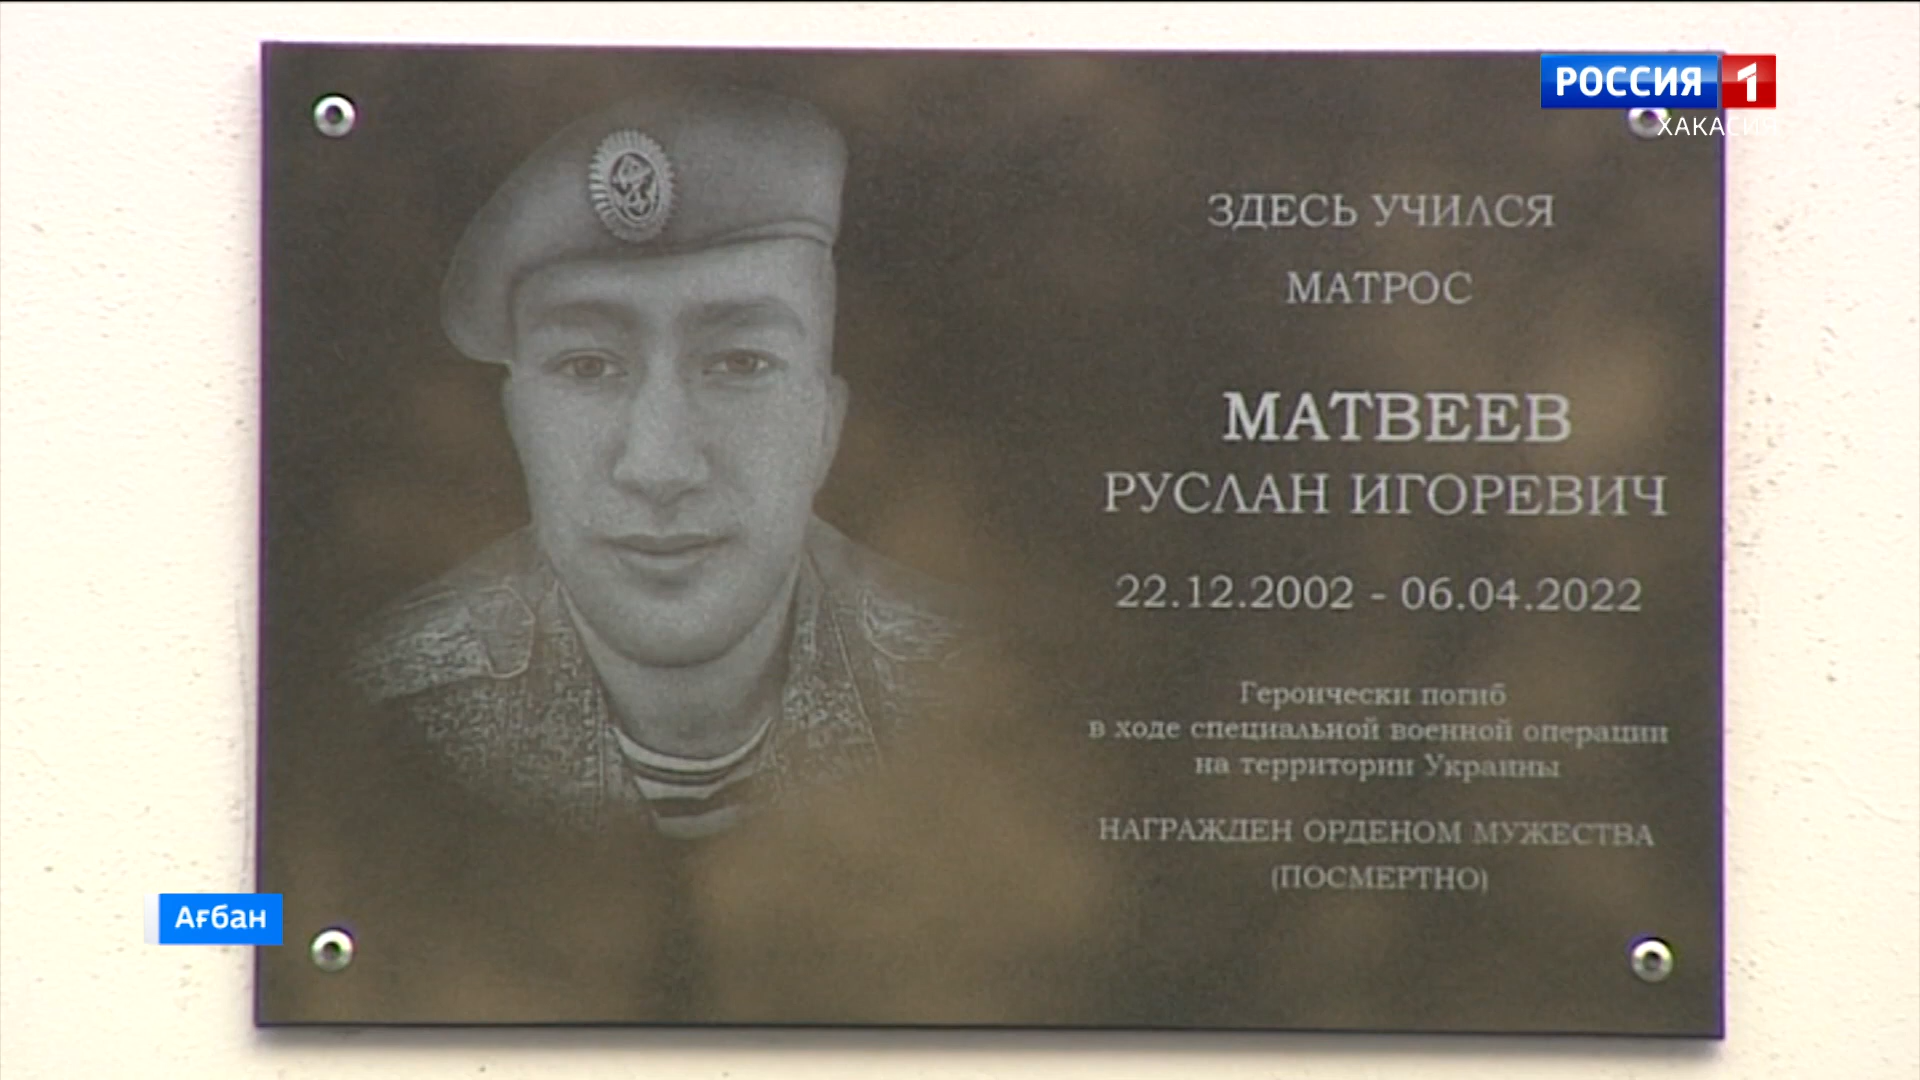 РОССИЯ 1
ХАКАСИЯ
ЗДЕСЬ УЧИЛСЯ
МАТРОС
МАТВЕЕВ
РУСЛАН ИГОРЕВИЧ
22.12.2002 - 06.04.2022
Героически погиб
в ходе специальной военной операции
на территории Украины
НАГРАЖДЕН ОРДЕНОМ МУЖЕСТВА
(ПОСМЕРТНО)
Ағбан